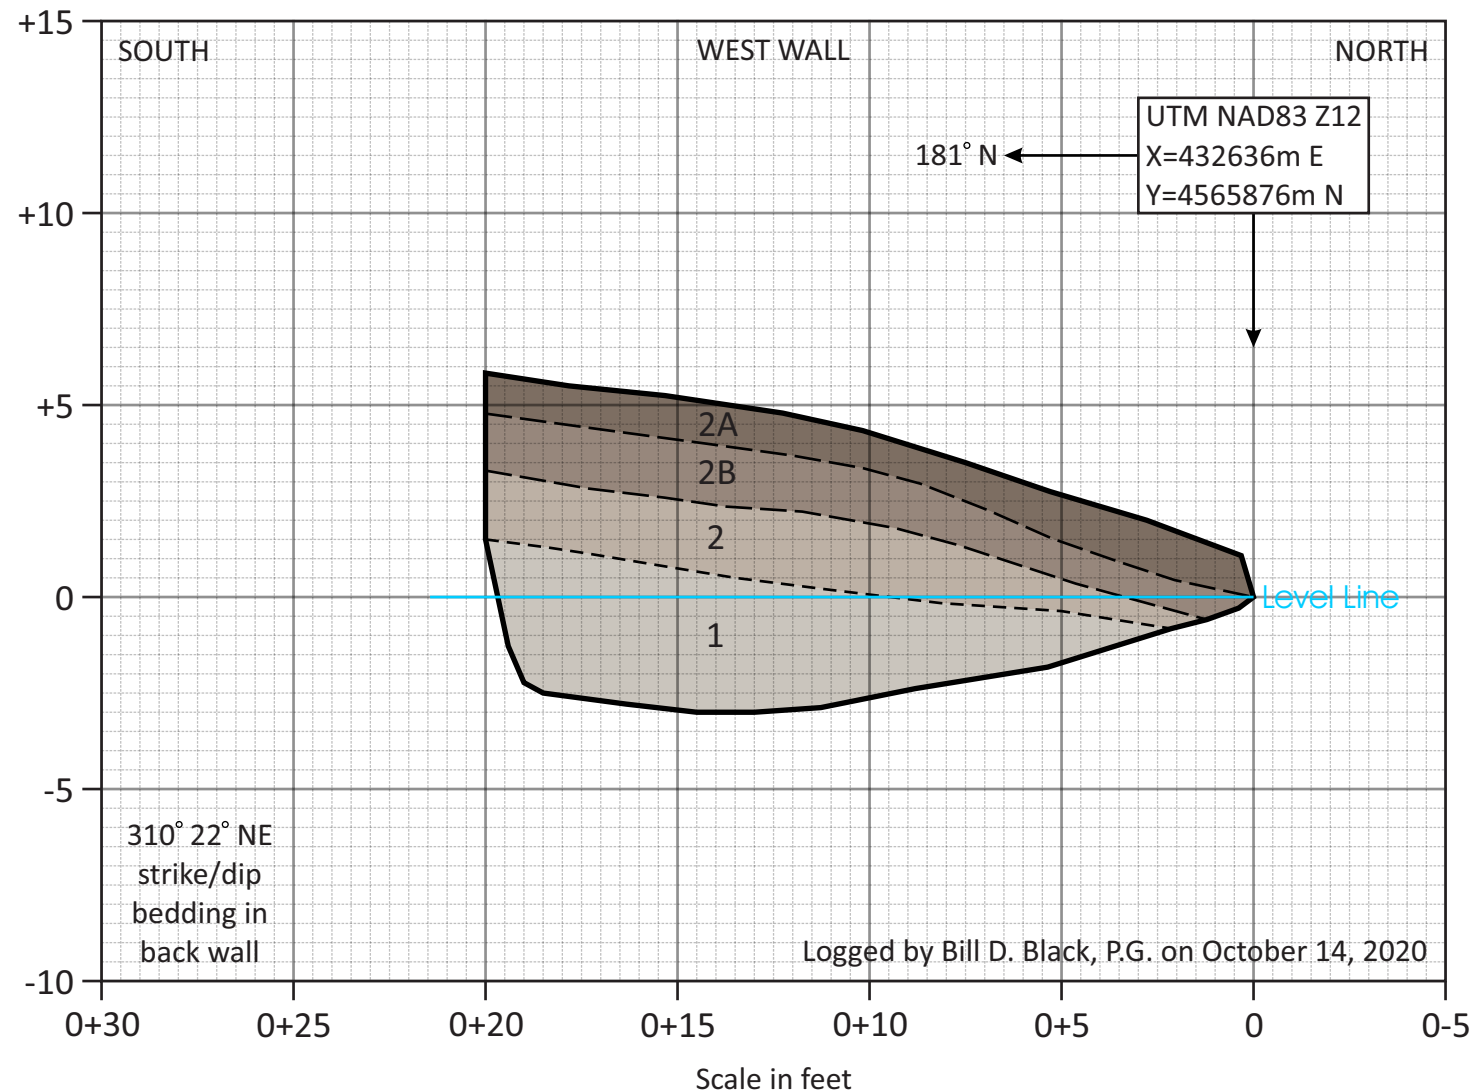 +15
SOUTH
WEST WALL
NORTH
UTM NAD83 Z12
X=432636m E
Y=4565876m N
181° N
+10
+5
0
-5
-10
2A
2B
2
1
Level Line
310° 22° NE
strike/dip
bedding in
back wall
Logged by Bill D. Black, P.G. on October 14, 2020
0+30
0+25
0+20
0+15
0+10
0+5
0
0-5
Scale in feet